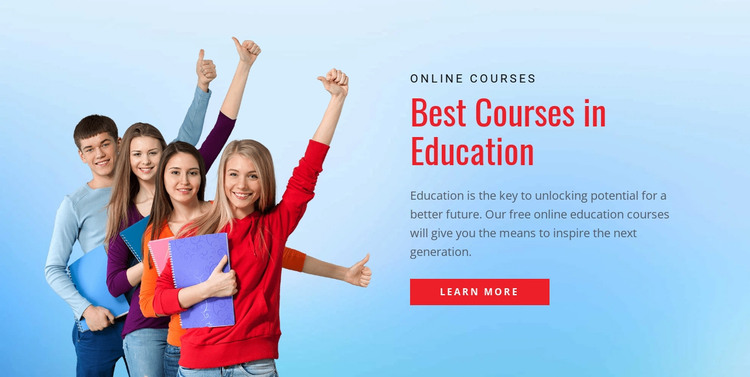 ONLINE COURSES
Best Courses in
Education
Education is the key to unlocking potential for a
better future. Our free online education courses
will give you the means to inspire the next
generation.
LEARN MORE